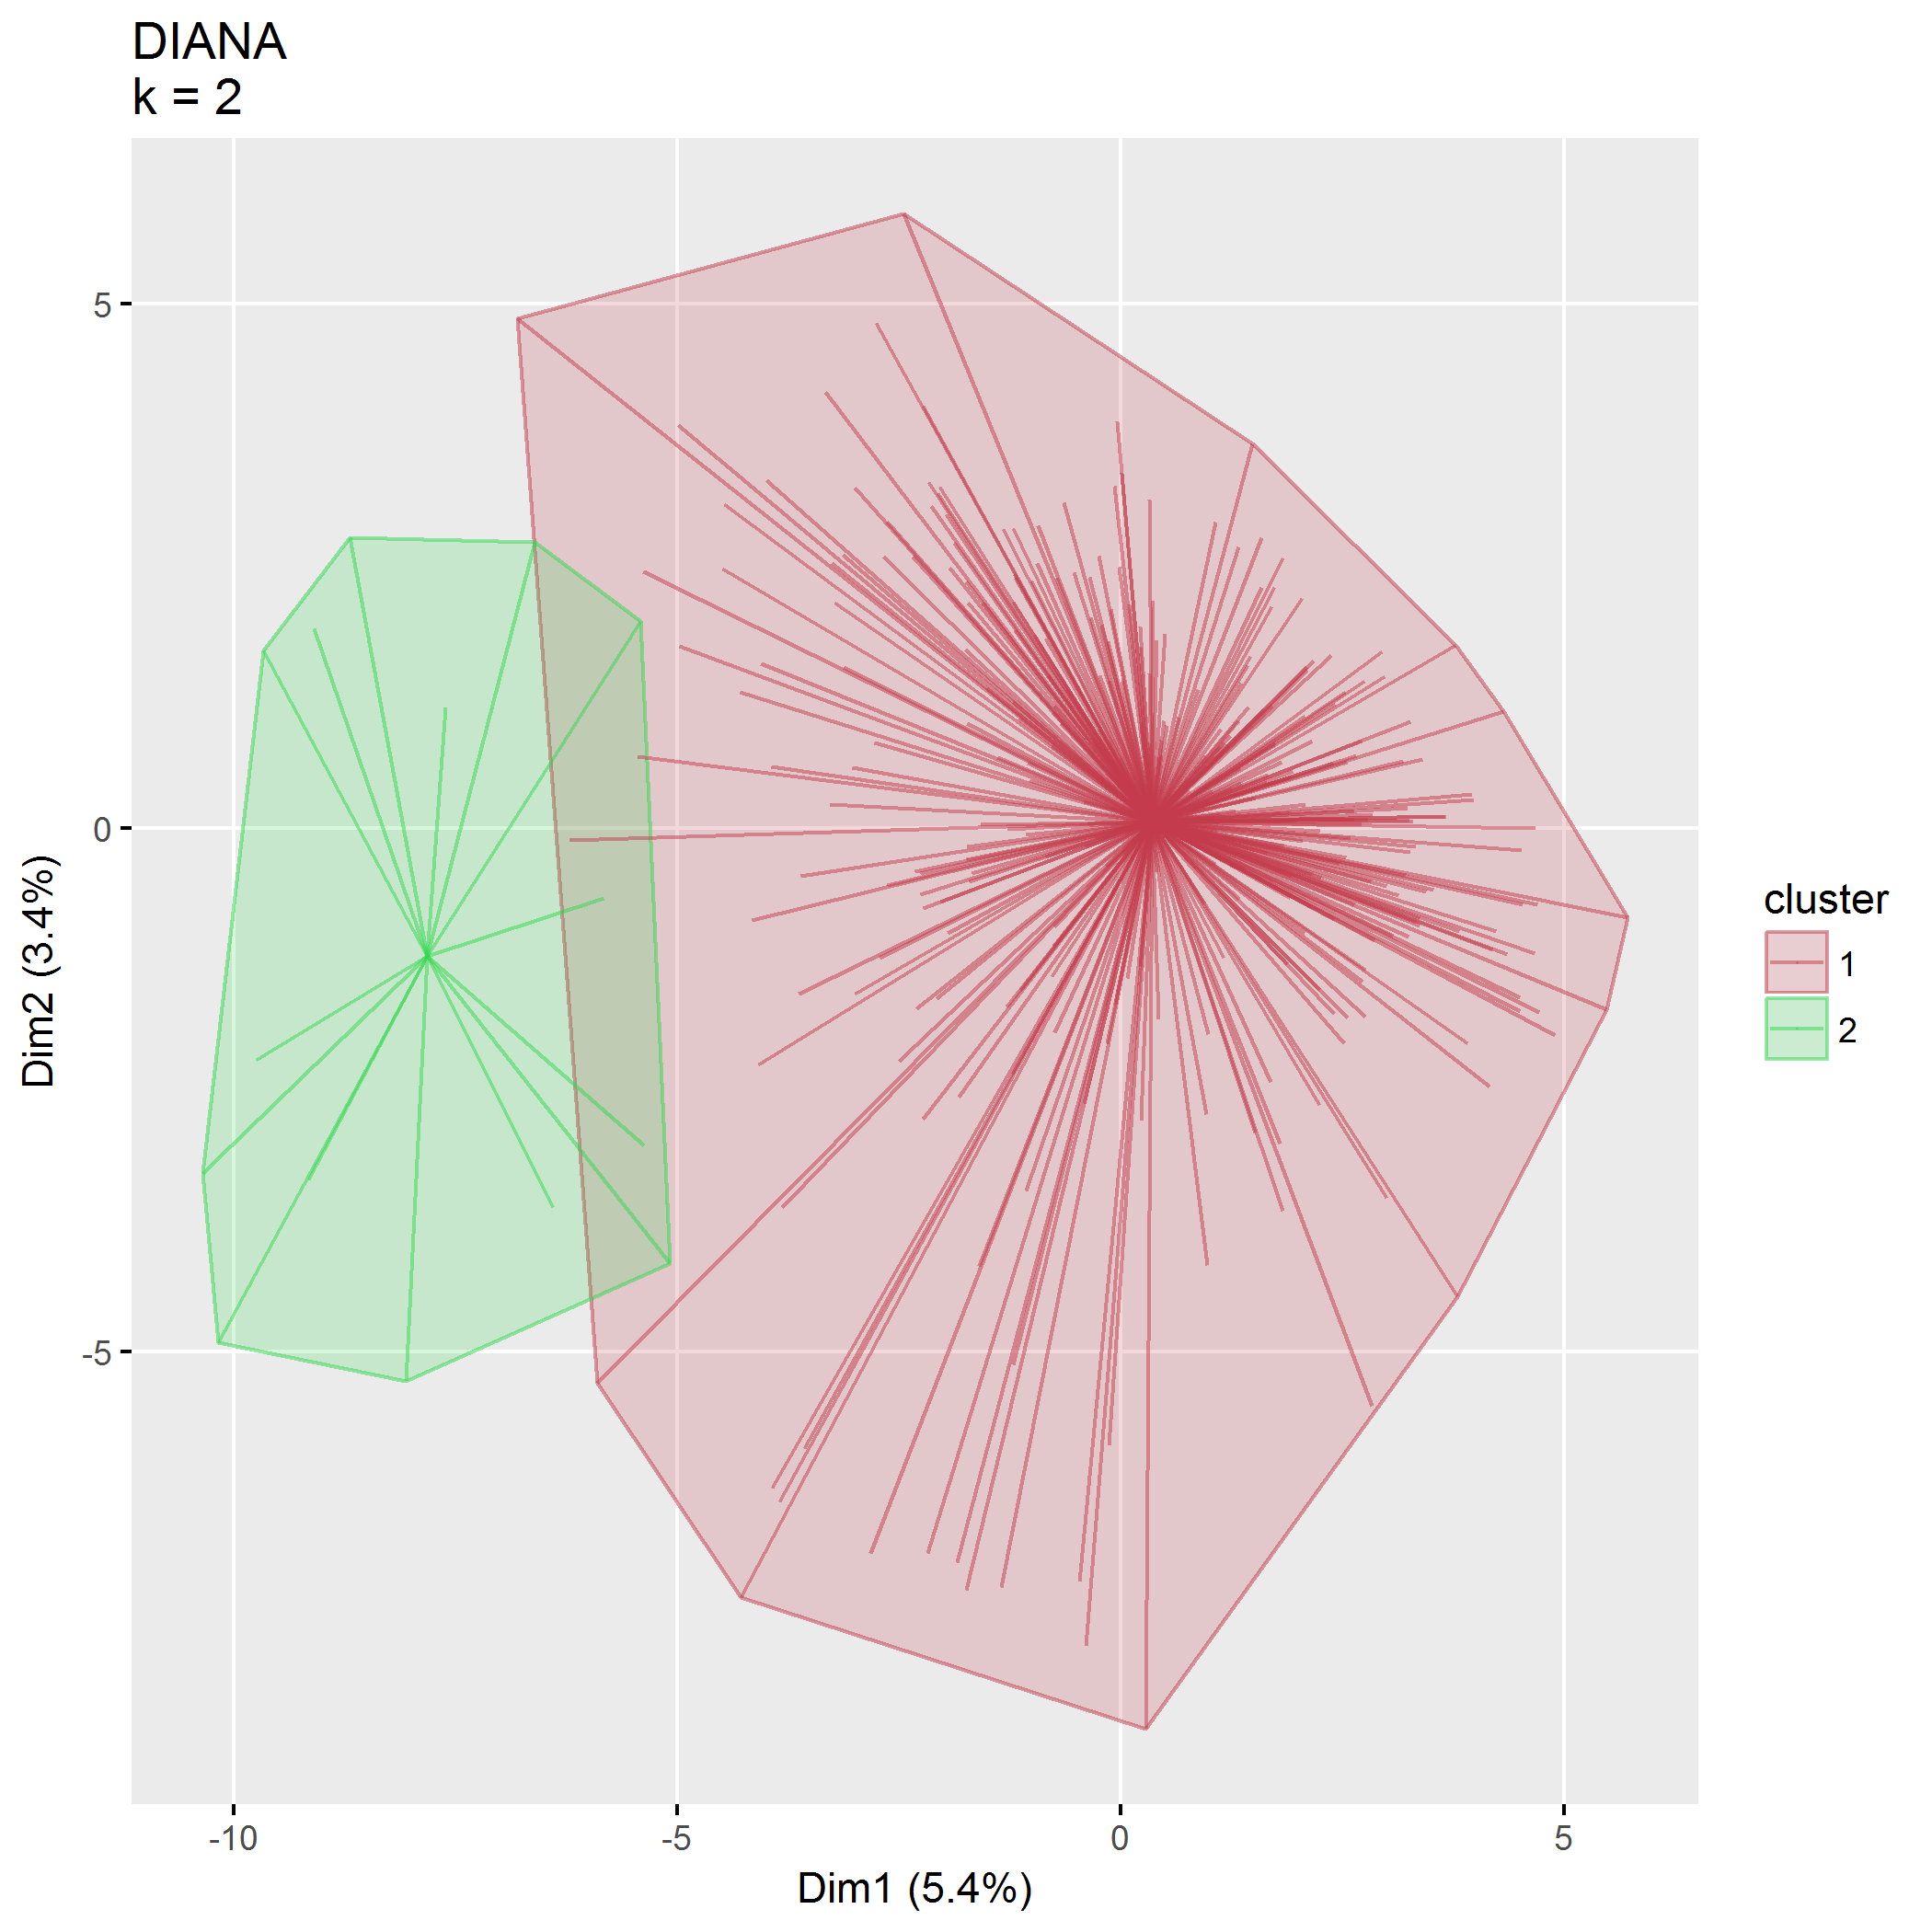 DIANA
k = 2
5
0
-5
Dim2 (3.4%)
-10
-5
0
5
Dim1 (5.4%)
cluster
1
2